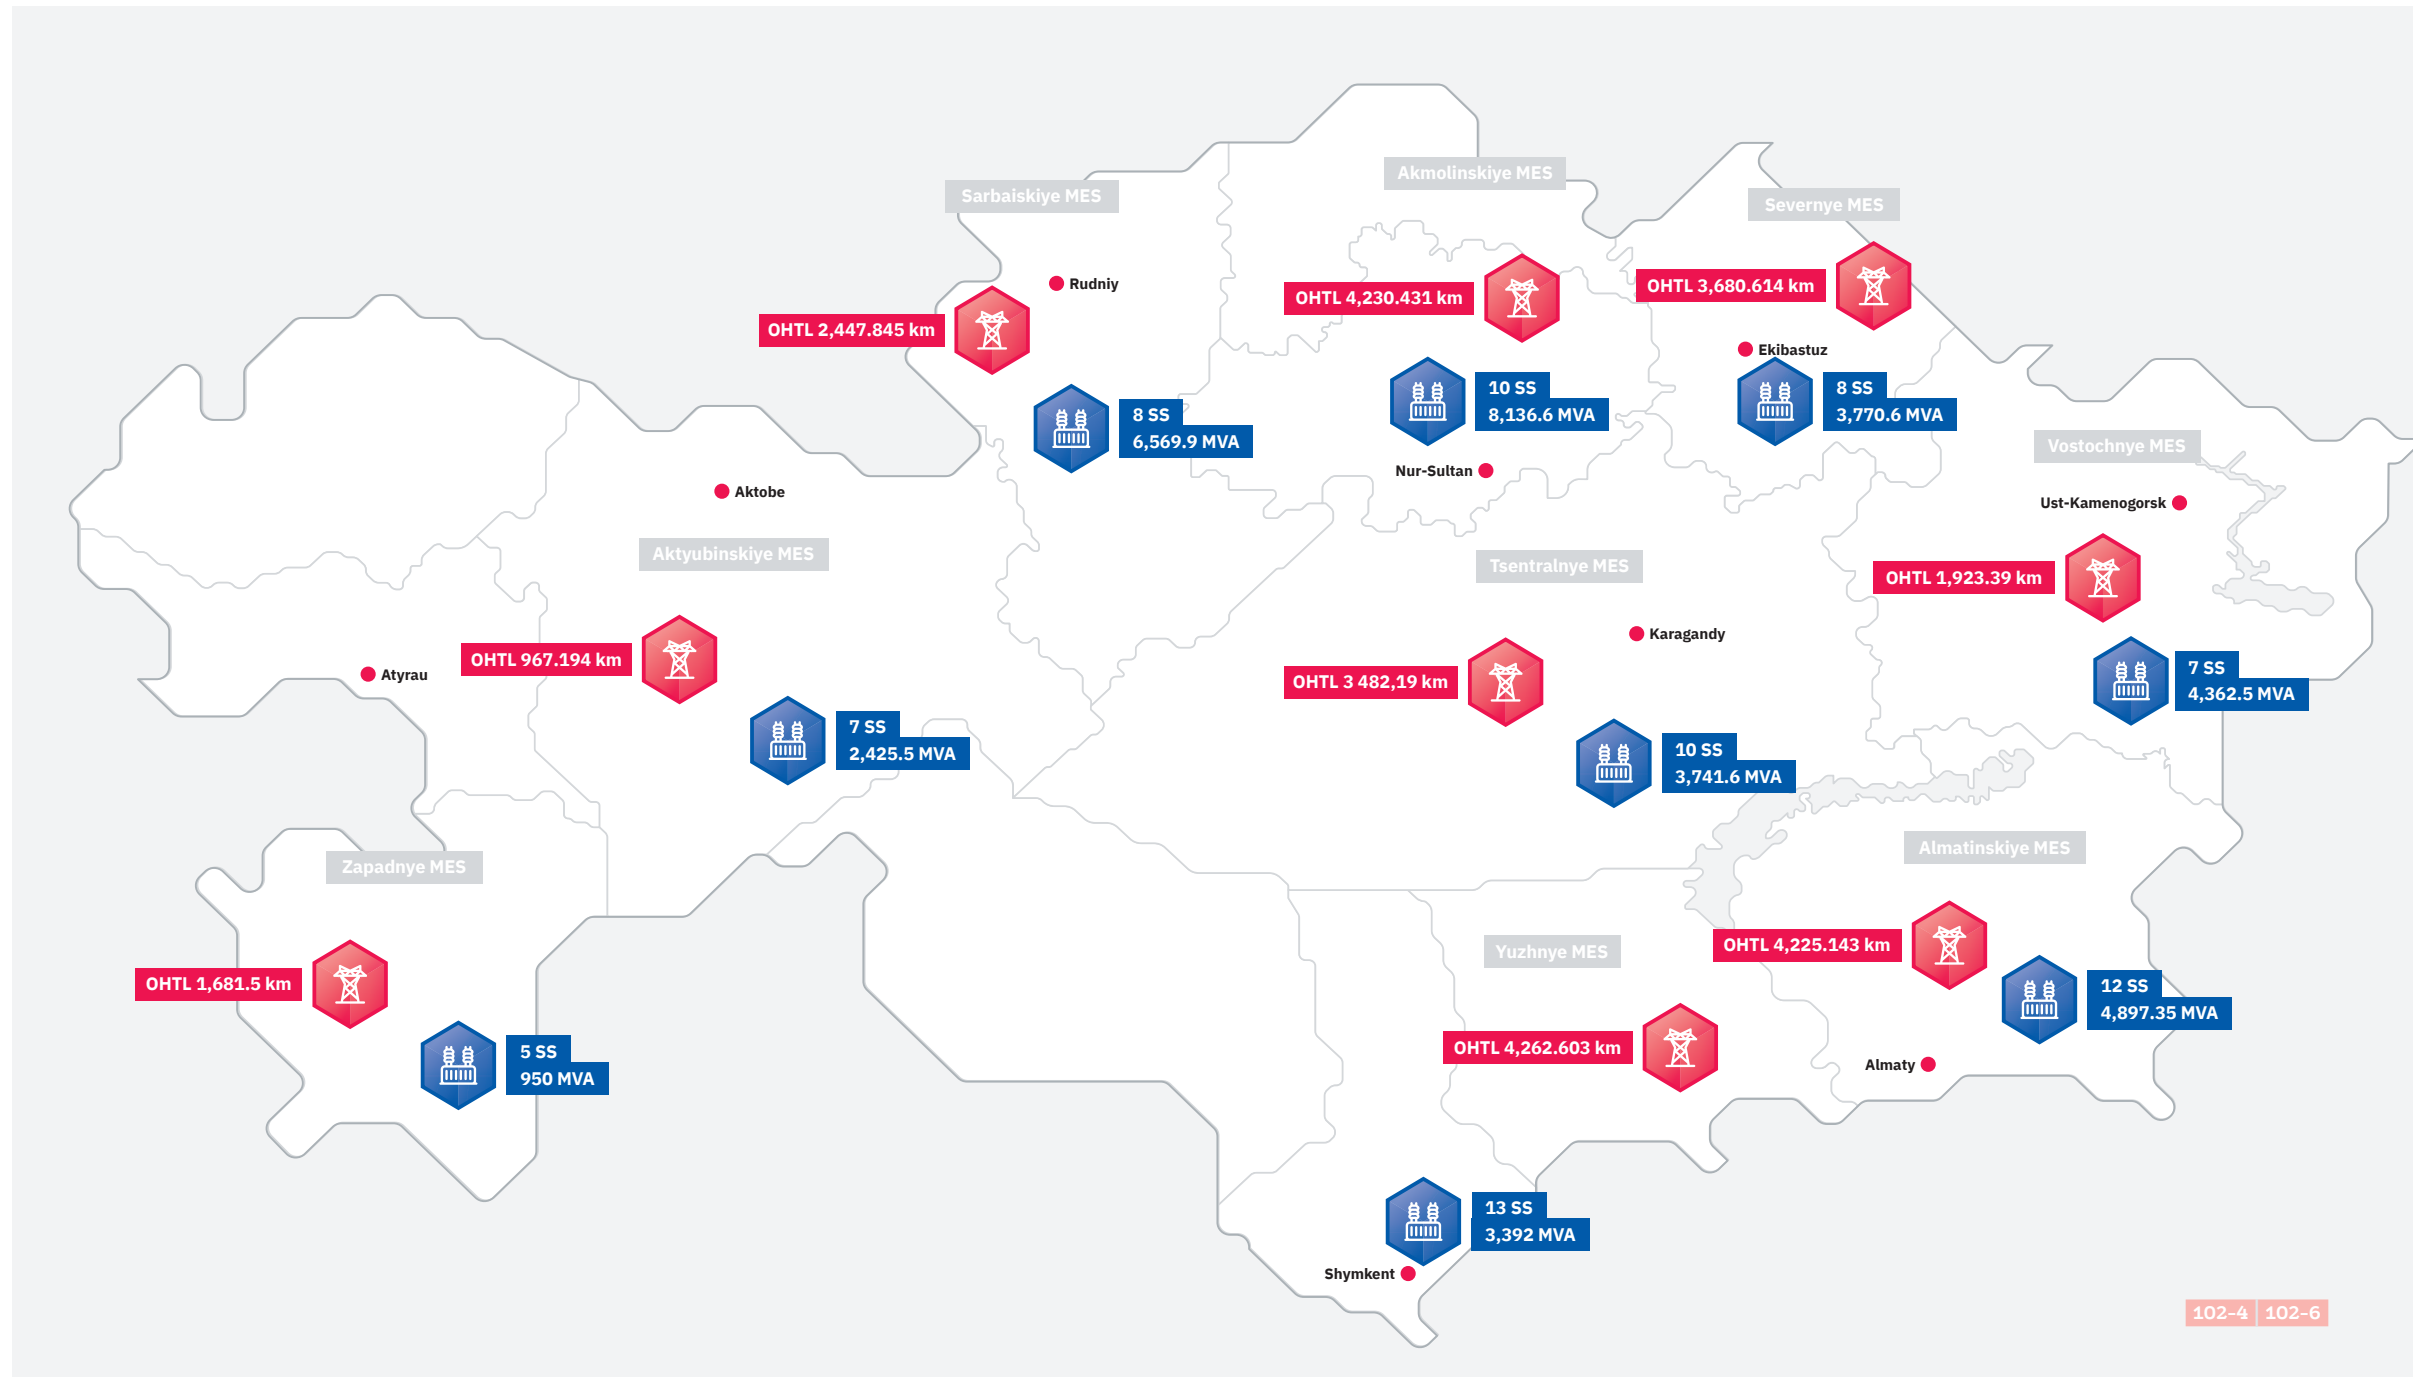 Akmolinskiye MES
Sarbaiskiye MES
Severnye MES
Rudniy
OHTL 2,447.845 km
OHTL 4,230.431 km
OHTL 3,680.614 km
Ekibastuz
8 SS
6,569.9 MVA
10 SS
8,136.6 MVA
8 SS
3,770.6 MVA
Vostochnye MES
Nur-Sultan
Aktobe
Ust-Kamenogorsk
Aktyubinskiye MES
Tsentralnye MES
OHTL 1,923.39 km
Karagandy
OHTL 967.194 km
Atyrau
OHTL 3 482,19 km
7 SS
4,362.5 MVA
7 SS
2,425.5 MVA
10 SS
3,741.6 MVA
Almatinskiye MES
Zapadnye MES
Yuzhnye MES
OHTL 4,225.143 km
OHTL 1,681.5 km
12 SS
4,897.35 MVA
OHTL 4,262.603 km
5 SS
950 MVA
Almaty
13 SS
3,392 MVA
Shymkent
102-4 102-6